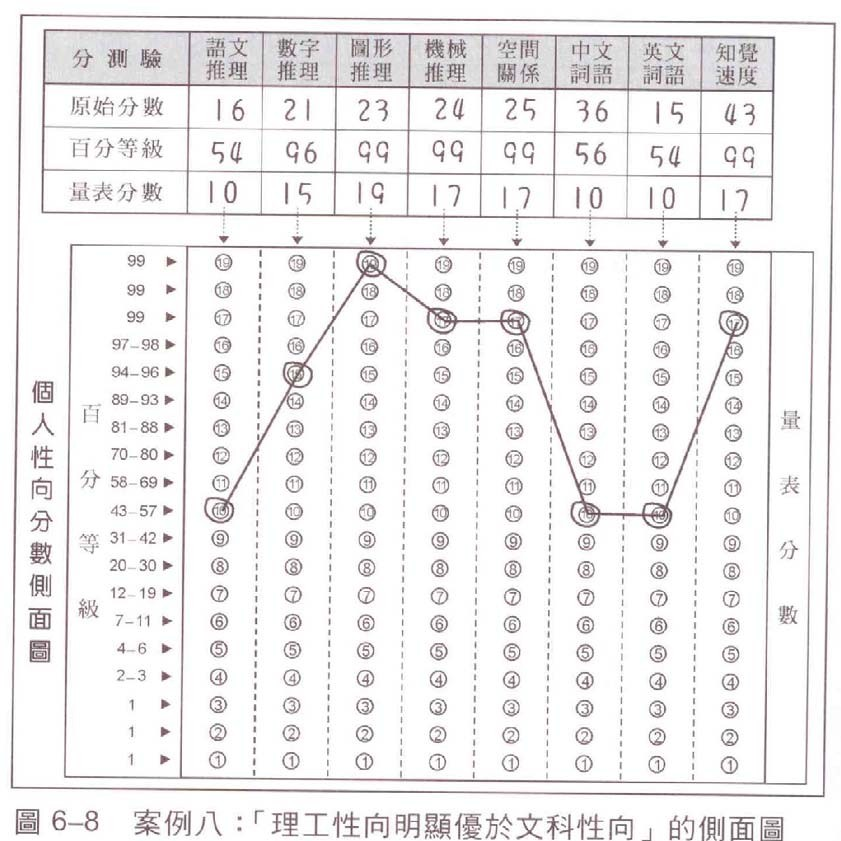 分測驗 語文推理 數字推理 圖形推理 機械推理 空間關係 中文詞語 英文詞語 知覺速度
原始分數 16 21 23 24 25 36 15 43
百分等級 54 96 99 99 99 56 54 99
量表分數 10 15 19 17 17 10 10 17
個人性向分數側面圖
百分等級
量表分數
99 ▶ ⑲ ⑲ ⑲ ⑲ ⑲ ⑲ ⑲ ⑲
99 ▶ ⑱ ⑱ ⑱ ⑱ ⑱ ⑱ ⑱ ⑱
99 ▶ ⑰ ⑰ ⑰ ⑰ ⑰ ⑰ ⑰ ⑰
97–98 ▶ ⑯ ⑯ ⑯ ⑯ ⑯ ⑯ ⑯ ⑯
94–96 ▶ ⑮ ⑮ ⑮ ⑮ ⑮ ⑮ ⑮ ⑮
89–93 ▶ ⑭ ⑭ ⑭ ⑭ ⑭ ⑭ ⑭ ⑭
81–88 ▶ ⑬ ⑬ ⑬ ⑬ ⑬ ⑬ ⑬ ⑬
70–80 ▶ ⑫ ⑫ ⑫ ⑫ ⑫ ⑫ ⑫ ⑫
58–69 ▶ ⑪ ⑪ ⑪ ⑪ ⑪ ⑪ ⑪ ⑪
43–57 ▶ ⑩ ⑩ ⑩ ⑩ ⑩ ⑩ ⑩ ⑩
31–42 ▶ ⑨ ⑨ ⑨ ⑨ ⑨ ⑨ ⑨ ⑨
20–30 ▶ ⑧ ⑧ ⑧ ⑧ ⑧ ⑧ ⑧ ⑧
12–19 ▶ ⑦ ⑦ ⑦ ⑦ ⑦ ⑦ ⑦ ⑦
7–11 ▶ ⑥ ⑥ ⑥ ⑥ ⑥ ⑥ ⑥ ⑥
4–6 ▶ ⑤ ⑤ ⑤ ⑤ ⑤ ⑤ ⑤ ⑤
2–3 ▶ ④ ④ ④ ④ ④ ④ ④ ④
1 ▶ ③ ③ ③ ③ ③ ③ ③ ③
1 ▶ ② ② ② ② ② ② ② ②
1 ▶ ① ① ① ① ① ① ① ①
圖 6–8 案例八：「理工性向明顯優於文科性向」的側面圖